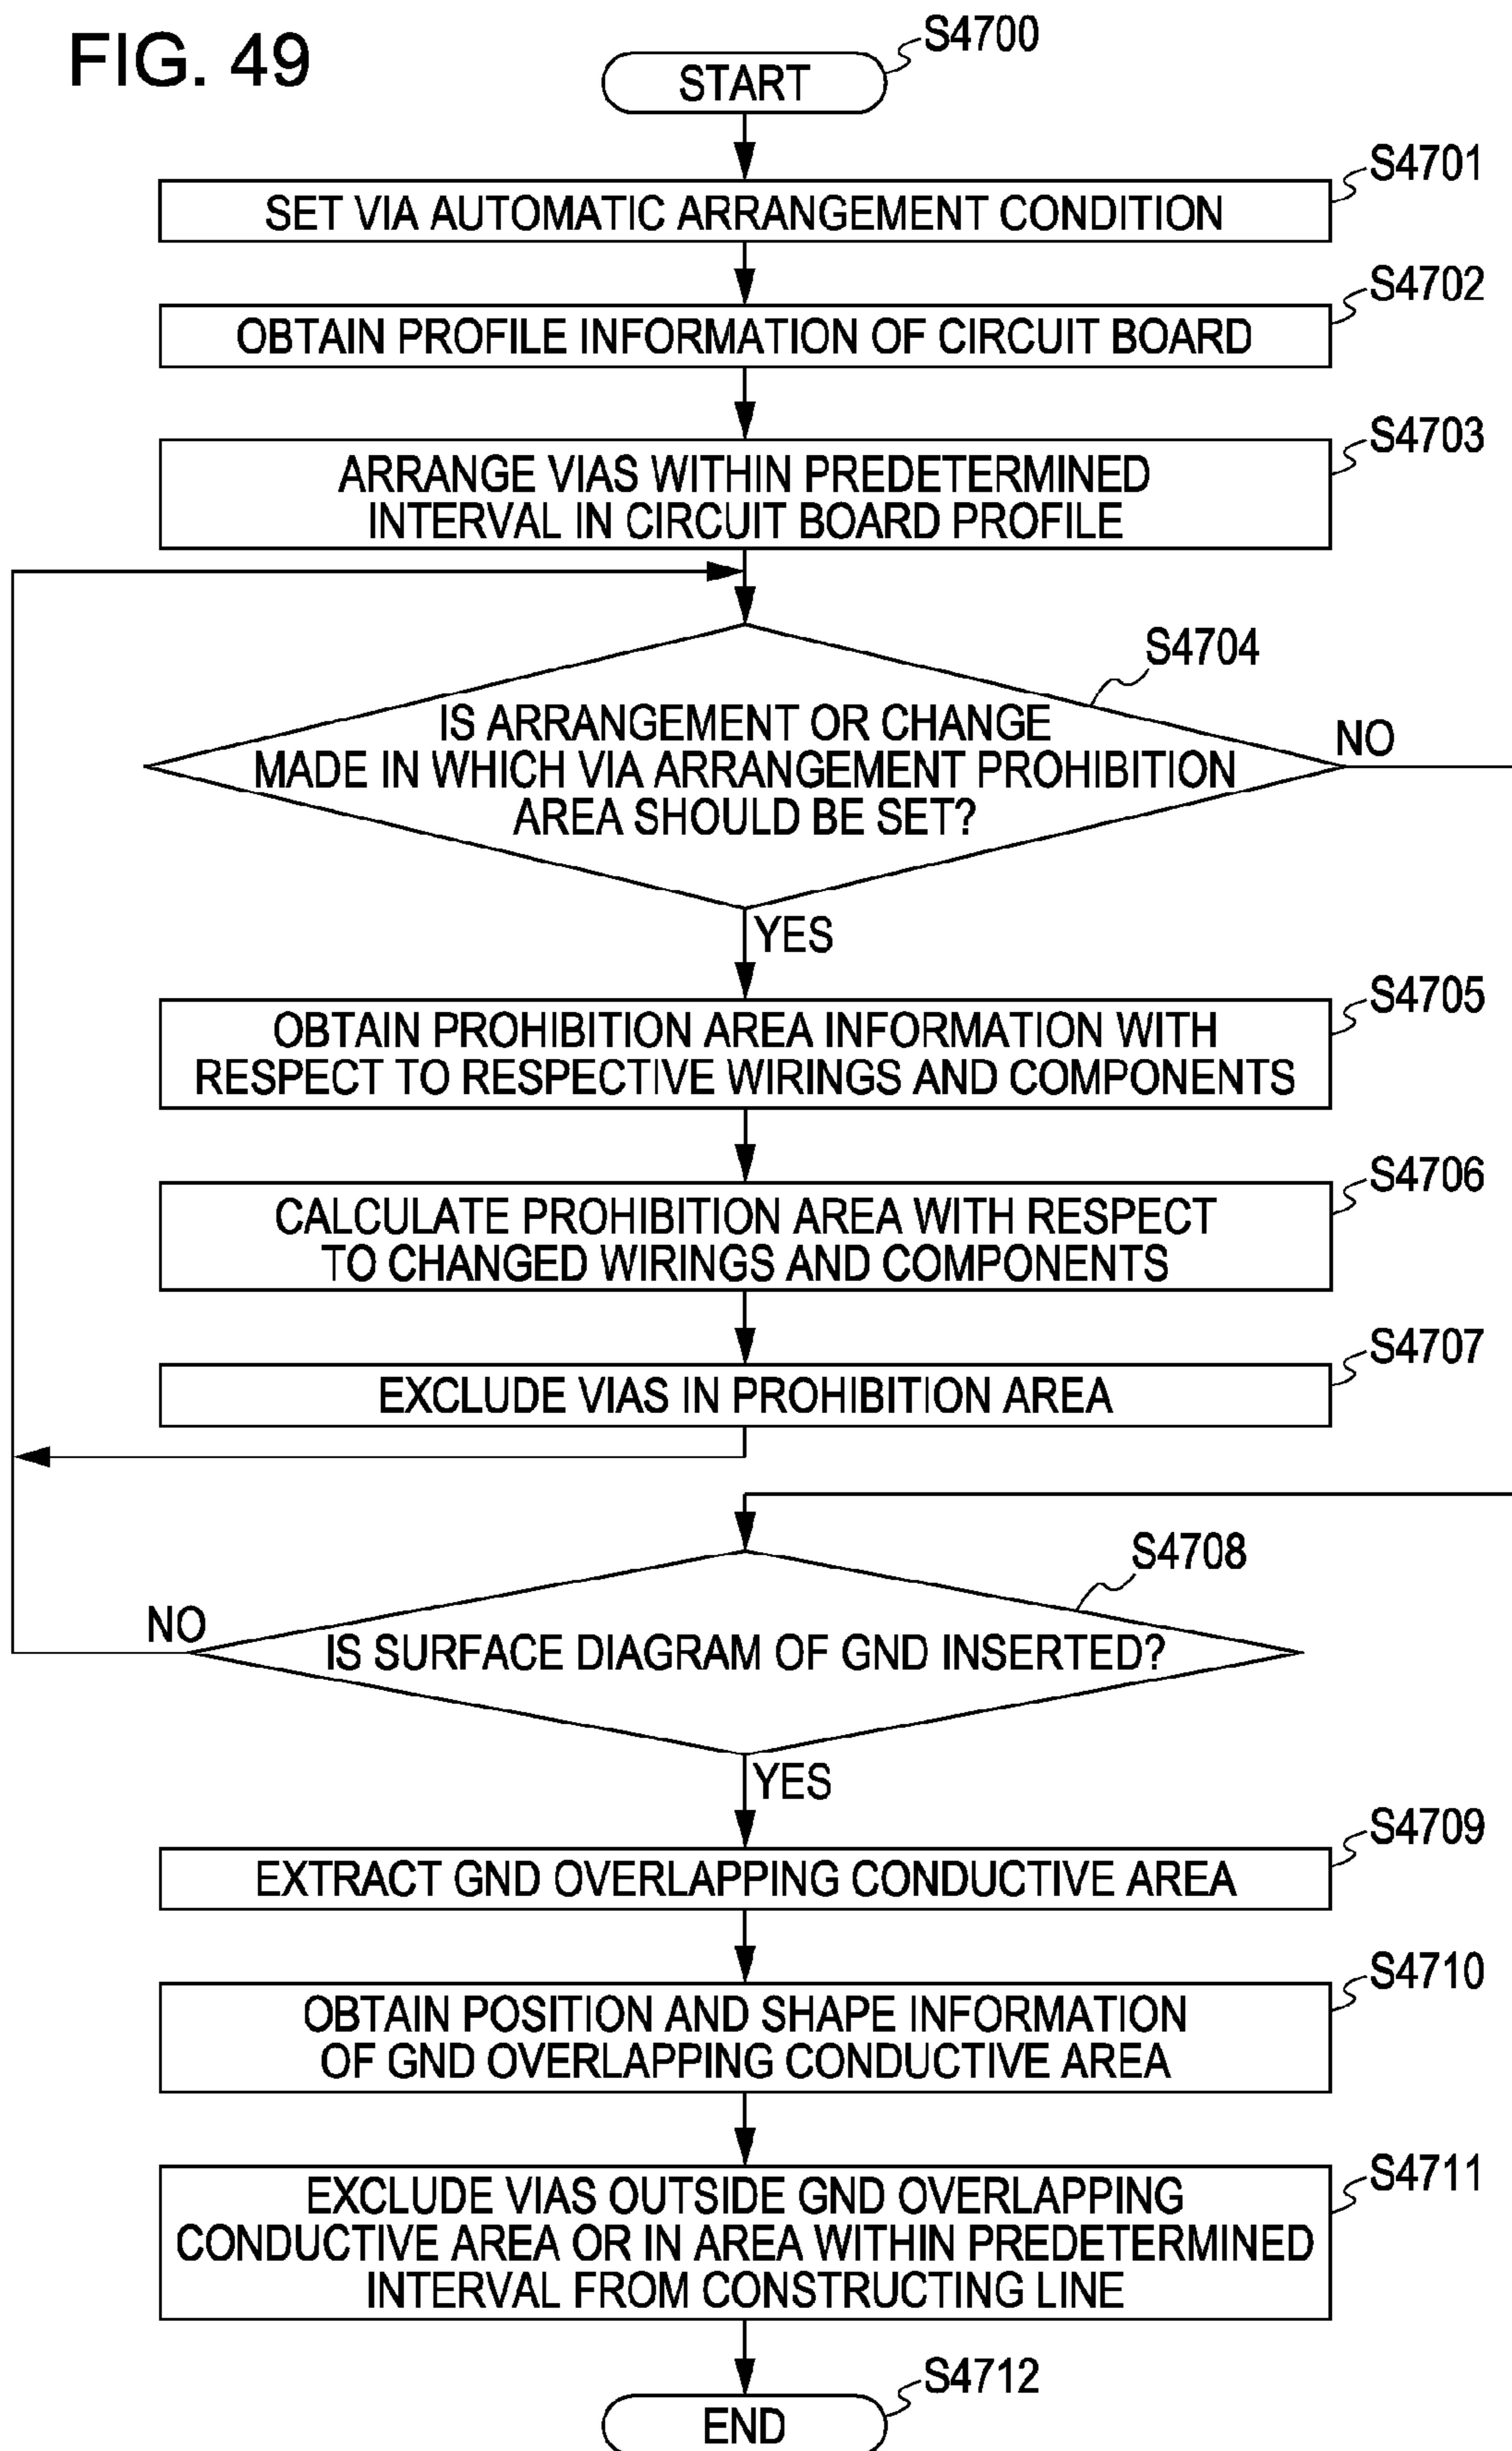 FIG. 49
START
S4700
SET VIA AUTOMATIC ARRANGEMENT CONDITION
S4701
OBTAIN PROFILE INFORMATION OF CIRCUIT BOARD
S4702
ARRANGE VIAS WITHIN PREDETERMINED
INTERVAL IN CIRCUIT BOARD PROFILE
S4703
IS ARRANGEMENT OR CHANGE
MADE IN WHICH VIA ARRANGEMENT PROHIBITION
AREA SHOULD BE SET?
S4704
NO
YES
OBTAIN PROHIBITION AREA INFORMATION WITH
RESPECT TO RESPECTIVE WIRINGS AND COMPONENTS
S4705
CALCULATE PROHIBITION AREA WITH RESPECT
TO CHANGED WIRINGS AND COMPONENTS
S4706
EXCLUDE VIAS IN PROHIBITION AREA
S4707
IS SURFACE DIAGRAM OF GND INSERTED?
S4708
NO
YES
EXTRACT GND OVERLAPPING CONDUCTIVE AREA
S4709
OBTAIN POSITION AND SHAPE INFORMATION
OF GND OVERLAPPING CONDUCTIVE AREA
S4710
EXCLUDE VIAS OUTSIDE GND OVERLAPPING
CONDUCTIVE AREA OR IN AREA WITHIN PREDETERMINED
INTERVAL FROM CONSTRUCTING LINE
S4711
END
S4712